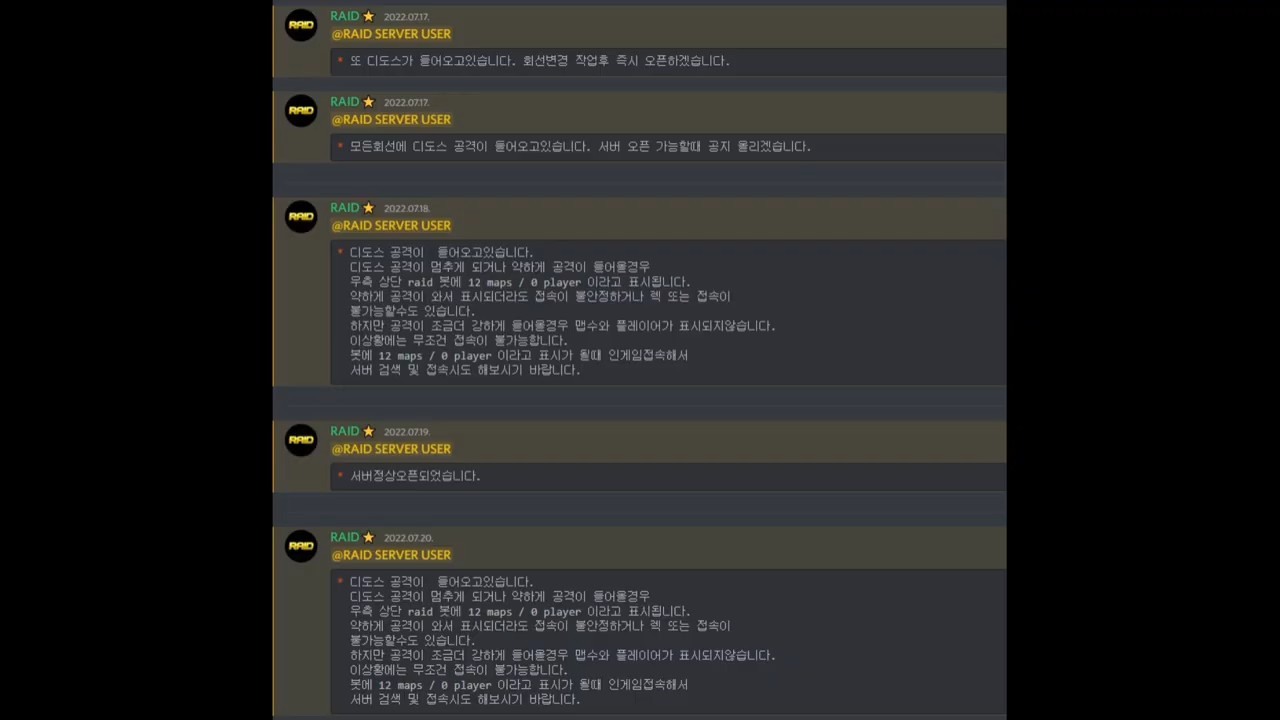 RAID RAID ⭐ 2022.07.17.
@RAID SERVER USER
* 또 디도스가 들어오고있습니다. 회선변경 작업후 즉시 오픈하겠습니다.
RAID RAID ⭐ 2022.07.17.
@RAID SERVER USER
* 모든회선에 디도스 공격이 들어오고있습니다. 서버 오픈 가능할때 공지 올리겠습니다.
RAID RAID ⭐ 2022.07.18.
@RAID SERVER USER
* 디도스 공격이 들어오고있습니다.
디도스 공격이 멈추게 되거나 약하게 공격이 들어올경우
우측 상단 raid 봇에 12 maps / 0 player 이라고 표시됩니다.
약하게 공격이 와서 표시되더라도 접속이 불안정하거나 렉 또는 접속이
불가능할수도 있습니다.
하지만 공격이 조금더 강하게 들어올경우 맵수와 플레이어가 표시되지않습니다.
이상황에는 무조건 접속이 불가능합니다.
봇에 12 maps / 0 player 이라고 표시가 될때 인게임접속해서
서버 검색 및 접속시도 해보시기 바랍니다.
RAID RAID ⭐ 2022.07.19.
@RAID SERVER USER
* 서버정상오픈되었습니다.
RAID RAID ⭐ 2022.07.20.
@RAID SERVER USER
* 디도스 공격이 들어오고있습니다.
디도스 공격이 멈추게 되거나 약하게 공격이 들어올경우
우측 상단 raid 봇에 12 maps / 0 player 이라고 표시됩니다.
약하게 공격이 와서 표시되더라도 접속이 불안정하거나 렉 또는 접속이
불가능할수도 있습니다.
하지만 공격이 조금더 강하게 들어올경우 맵수와 플레이어가 표시되지않습니다.
이상황에는 무조건 접속이 불가능합니다.
봇에 12 maps / 0 player 이라고 표시가 될때 인게임접속해서
서버 검색 및 접속시도 해보시기 바랍니다.